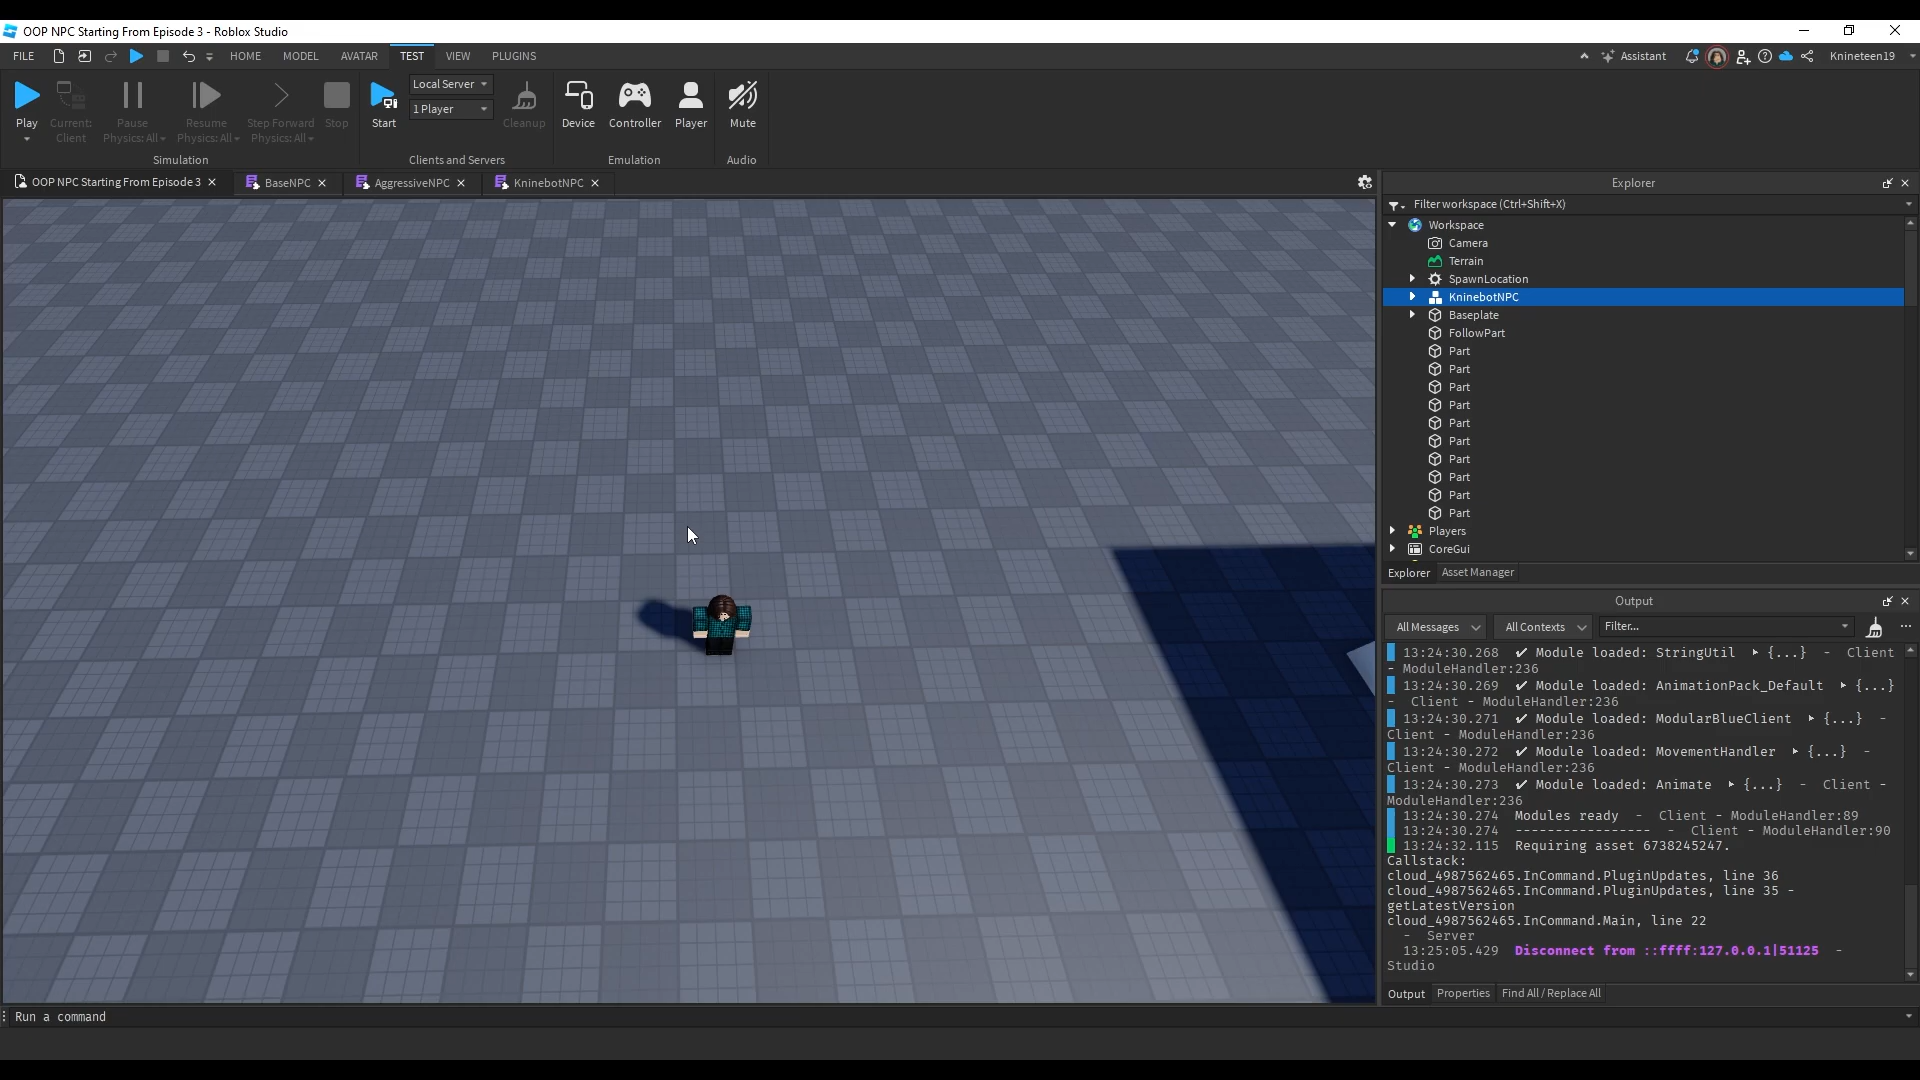 OOP NPC Starting From Episode 3 - Roblox Studio
FILE HOME MODEL AVATAR TEST VIEW PLUGINS Assistant Knineteen19
Play
Current:
Client
Pause
Physics: All
Resume
Physics: All
Step Forward
Physics: All
Stop
Simulation
Start
Local Server
1 Player
Cleanup
Clients and Servers
Device
Controller
Player
Emulation
Mute
Audio
OOP NPC Starting From Episode 3
BaseNPC
AggressiveNPC
KninebotNPC
Explorer
Filter workspace (Ctrl+Shift+X)
Workspace
Camera
Terrain
SpawnLocation
KninebotNPC
Baseplate
FollowPart
Part
Part
Part
Part
Part
Part
Part
Part
Part
Part
Players
CoreGui
Explorer Asset Manager
Output
All Messages All Contexts Filter...
13:24:30.268 ✔ Module loaded: StringUtil ▸ {...} - Client
- ModuleHandler:236
13:24:30.269 ✔ Module loaded: AnimationPack_Default ▸ {...}
- Client - ModuleHandler:236
13:24:30.271 ✔ Module loaded: ModularBlueClient ▸ {...} -
Client - ModuleHandler:236
13:24:30.272 ✔ Module loaded: MovementHandler ▸ {...} -
Client - ModuleHandler:236
13:24:30.273 ✔ Module loaded: Animate ▸ {...} - Client -
ModuleHandler:236
13:24:30.274 Modules ready - Client - ModuleHandler:89
13:24:30.274 ----------------- - Client - ModuleHandler:90
13:24:32.115 Requiring asset 6738245247.
Callstack:
cloud_4987562465.InCommand.PluginUpdates, line 36
cloud_4987562465.InCommand.PluginUpdates, line 35 -
getLatestVersion
cloud_4987562465.InCommand.Main, line 22
- Server
13:25:05.429 Disconnect from ::ffff:127.0.0.1|51125 -
Studio
Output Properties Find All / Replace All
Run a command